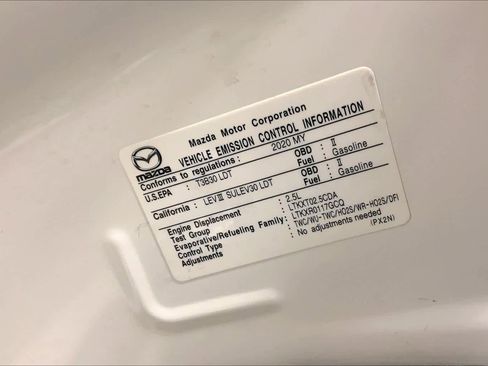 Mazda Motor Corporation
VEHICLE EMISSION CONTROL INFORMATION
mazda
Conforms to regulations: 2020 MY
U.S.EPA : T3B30 LDT OBD : II
Fuel : Gasoline
California : LEVIII SULEV30 LDT OBD : II
Fuel : Gasoline
Engine Displacement : 2.5L
Test Group : LTKXT02.5CDA
Evaporative/Refueling Family: LTKXR0117GCQ
Control Type : TWC/WU-TWC/HO2S/WR-HO2S/DFI
Adjustments : No adjustments needed
(PX2N)